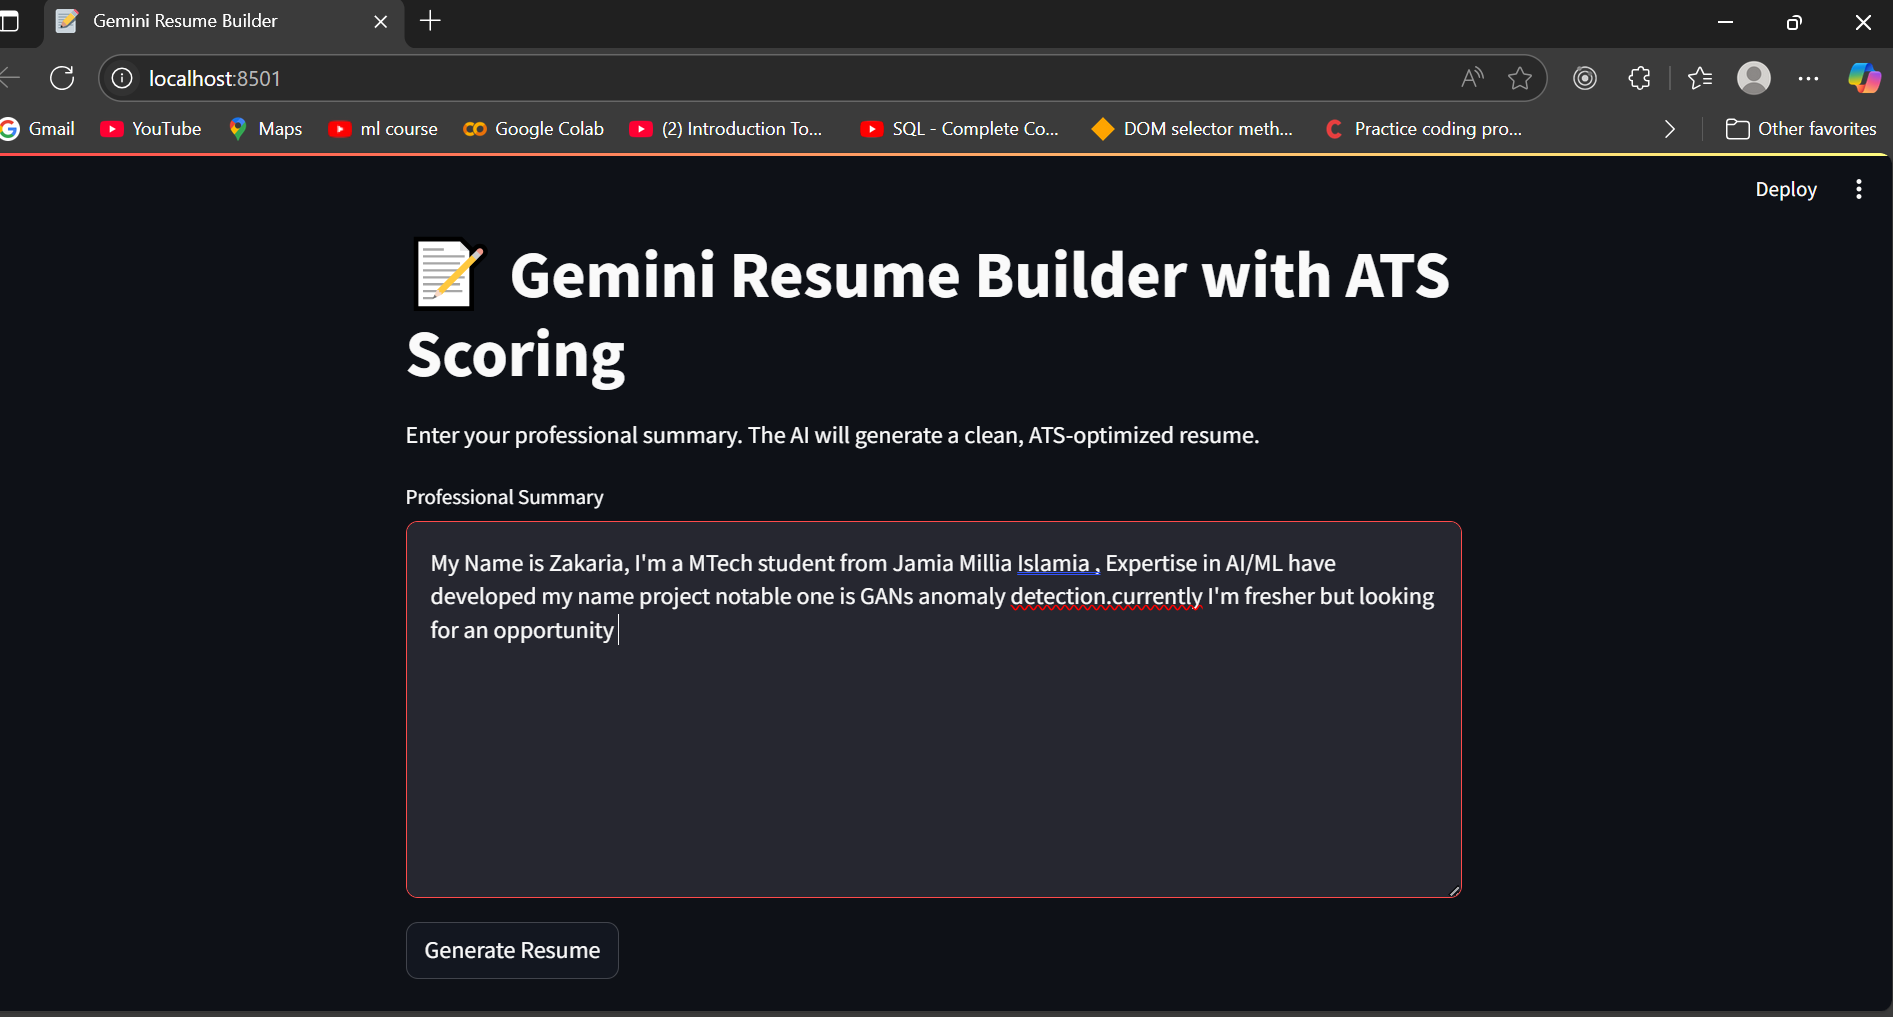 Gemini Resume Builder
localhost:8501
Gmail YouTube Maps ml course Google Colab (2) Introduction To... SQL - Complete Co... DOM selector meth... Practice coding pro... Other favorites
Deploy
Gemini Resume Builder with ATS
Scoring
Enter your professional summary. The AI will generate a clean, ATS-optimized resume.
Professional Summary
My Name is Zakaria, I'm a MTech student from Jamia Millia Islamia , Expertise in AI/ML have
developed my name project notable one is GANs anomaly detection.currently I'm fresher but looking
for an opportunity
Generate Resume